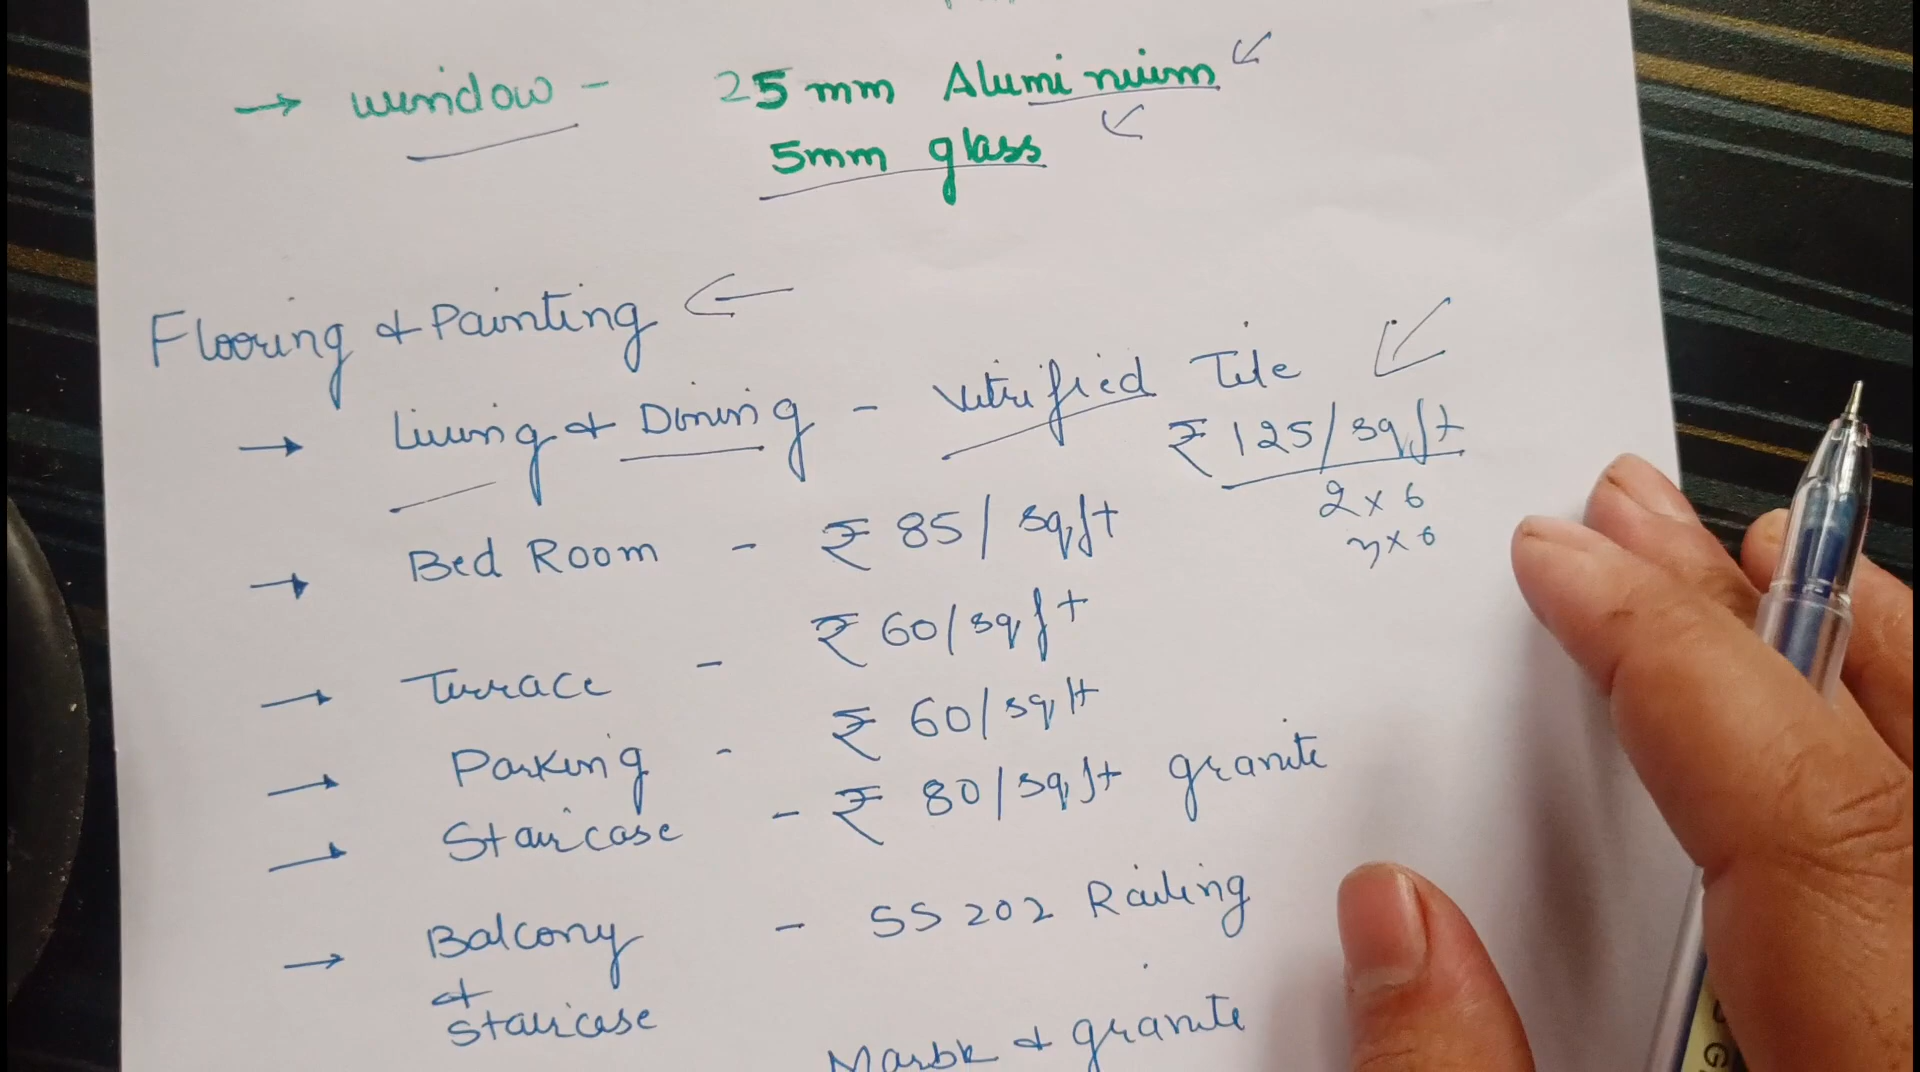 → window - 25 mm Aluminium
5mm glass
Flooring & Painting ←
→ Living & Dining - Vitrified Tile
₹ 125/sqft
2 x 6
→ Bed Room - ₹ 85/sqft
→ Terrace - ₹ 60/sqft
→ Parking - ₹ 60/sqft
→ Staircase - ₹ 80/sqft granite
→ Balcony - SS 202 Railing
&
Staircase
Marble & granite